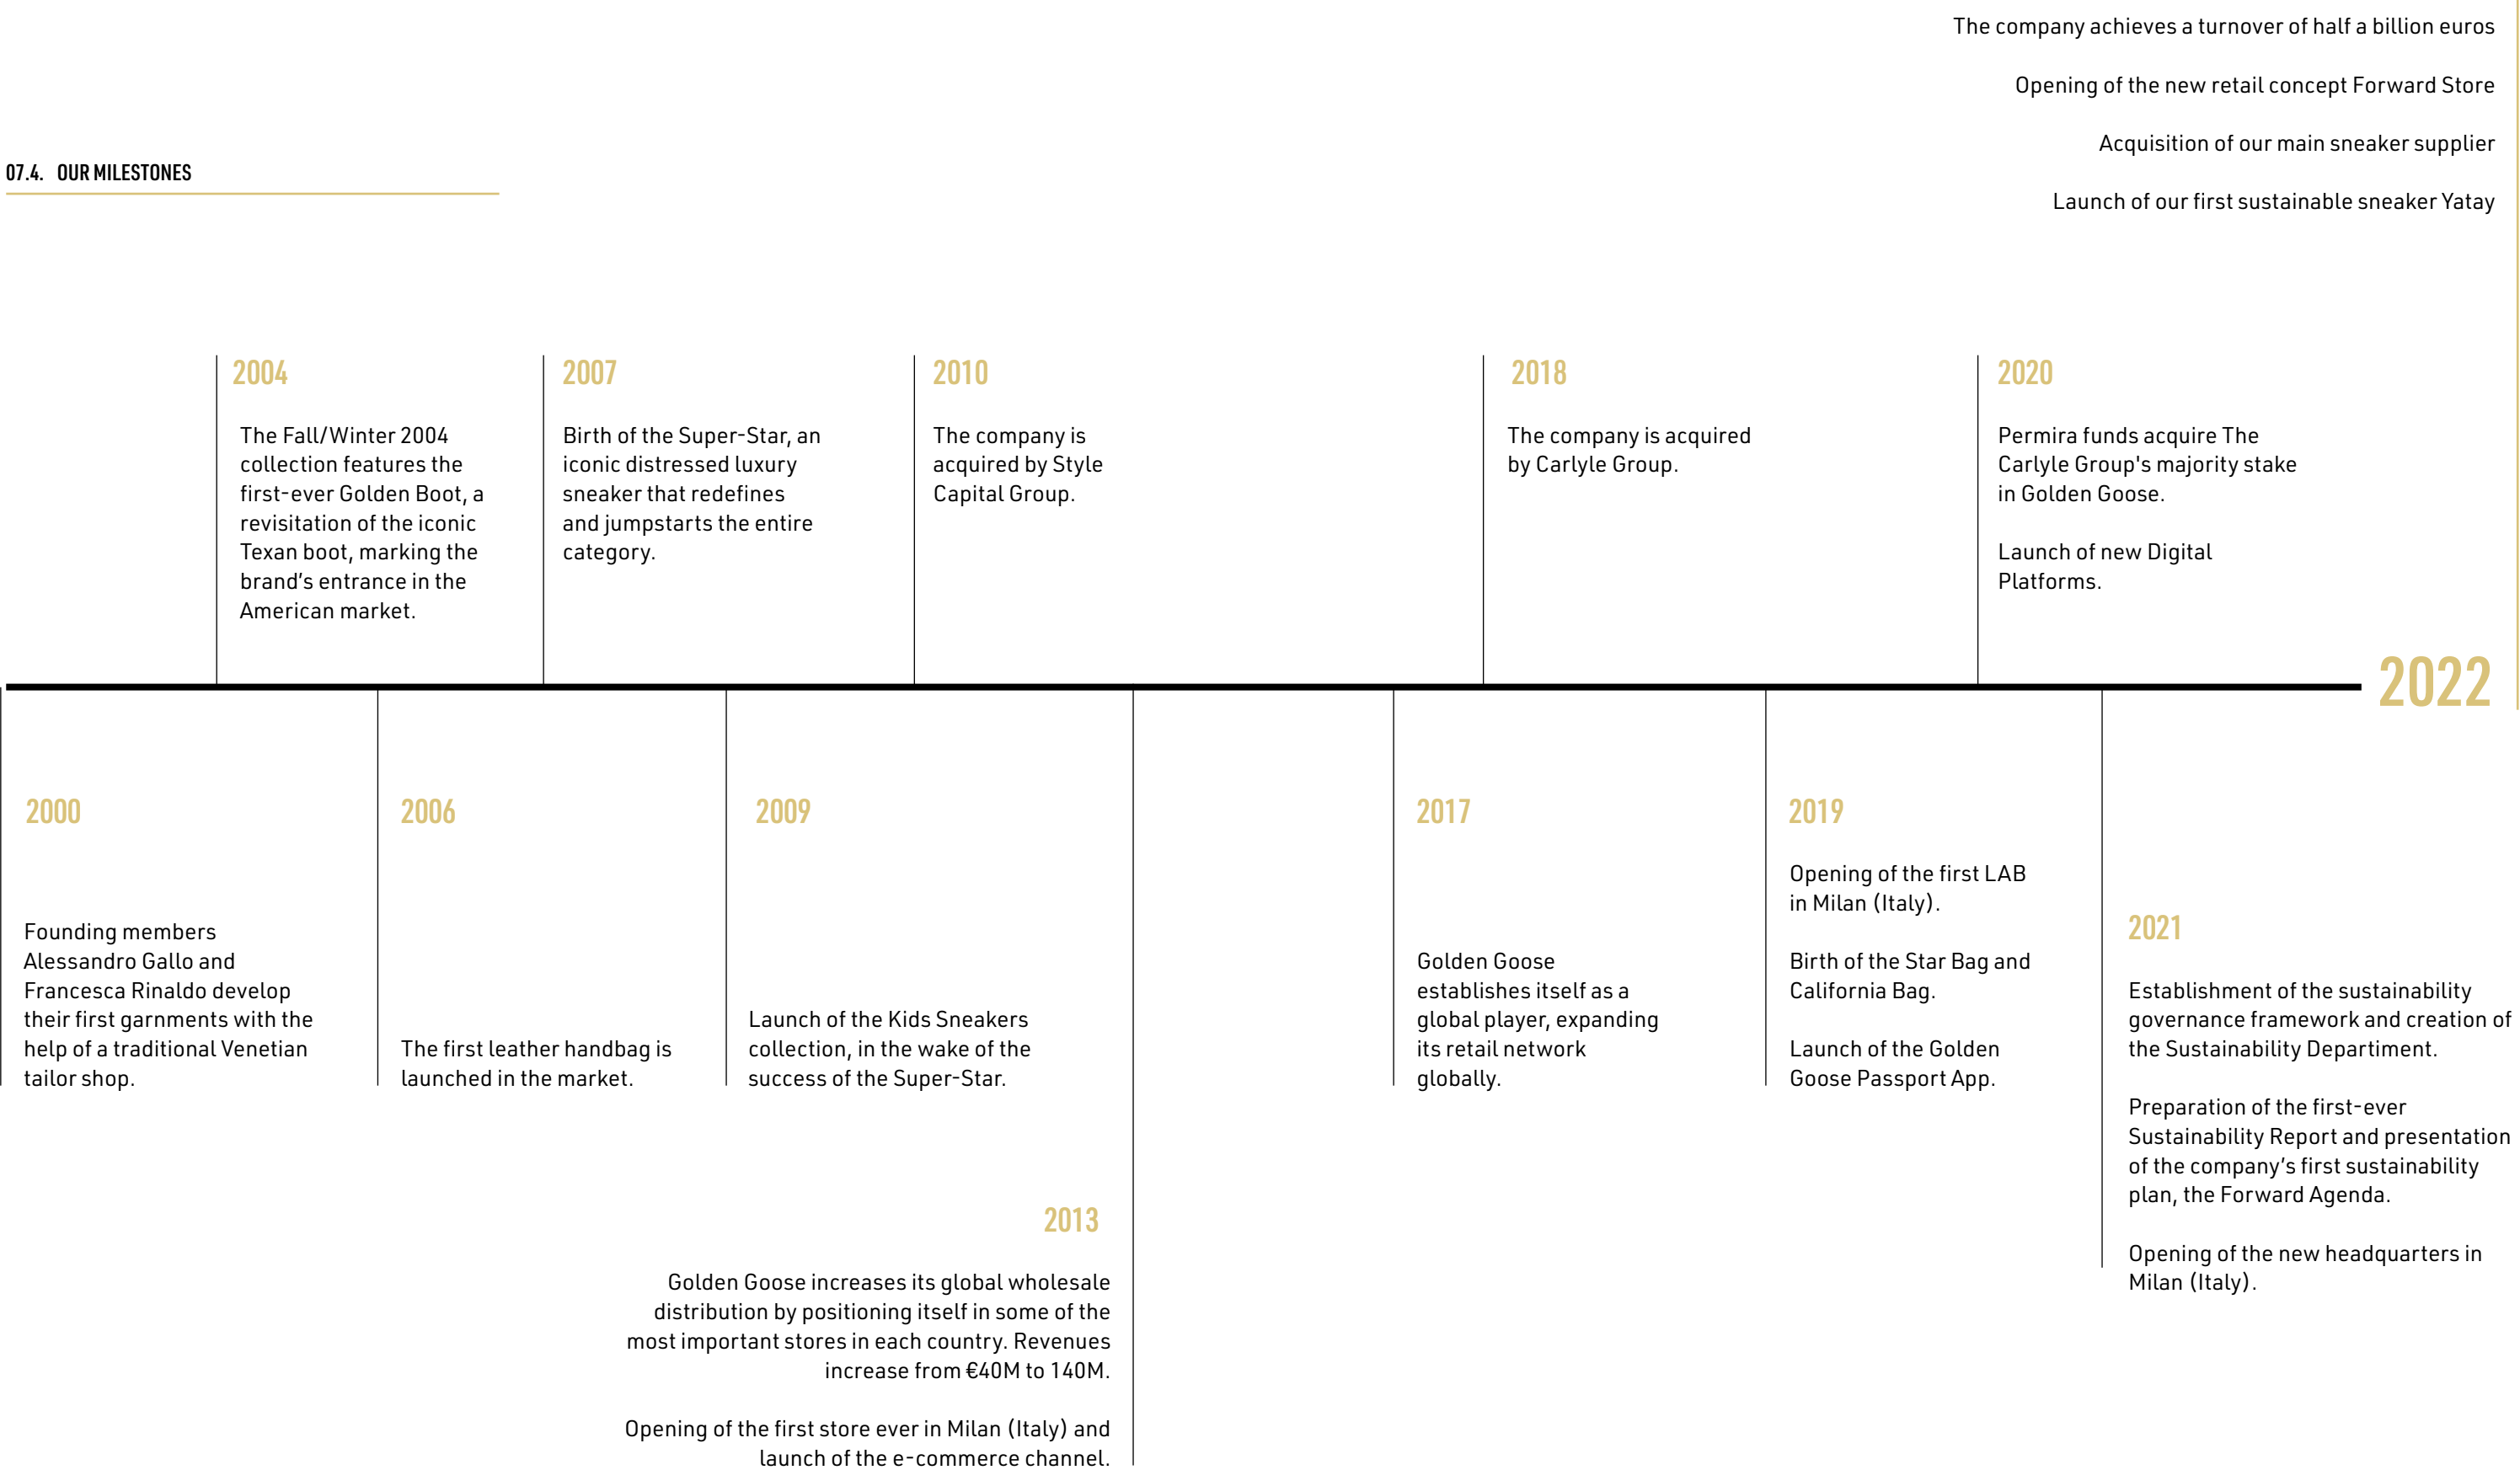 The company achieves a turnover of half a billion euros
Opening of the new retail concept Forward Store
Acquisition of our main sneaker supplier
Launch of our first sustainable sneaker Yatay
07.4. OUR MILESTONES
2004
The Fall/Winter 2004
collection features the
first-ever Golden Boot, a
revisitation of the iconic
Texan boot, marking the
brand’s entrance in the
American market.
2007
Birth of the Super-Star, an
iconic distressed luxury
sneaker that redefines
and jumpstarts the entire
category.
2010
The company is
acquired by Style
Capital Group.
2018
The company is acquired
by Carlyle Group.
2020
Permira funds acquire The
Carlyle Group's majority stake
in Golden Goose.
Launch of new Digital
Platforms.
2022
2000
Founding members
Alessandro Gallo and
Francesca Rinaldo develop
their first garnments with the
help of a traditional Venetian
tailor shop.
2006
The first leather handbag is
launched in the market.
2009
Launch of the Kids Sneakers
collection, in the wake of the
success of the Super-Star.
2013
Golden Goose increases its global wholesale
distribution by positioning itself in some of the
most important stores in each country. Revenues
increase from €40M to 140M.
Opening of the first store ever in Milan (Italy) and
launch of the e-commerce channel.
2017
Golden Goose
establishes itself as a
global player, expanding
its retail network
globally.
2019
Opening of the first LAB
in Milan (Italy).
Birth of the Star Bag and
California Bag.
Launch of the Golden
Goose Passport App.
2021
Establishment of the sustainability
governance framework and creation of
the Sustainability Departiment.
Preparation of the first-ever
Sustainability Report and presentation
of the company’s first sustainability
plan, the Forward Agenda.
Opening of the new headquarters in
Milan (Italy).